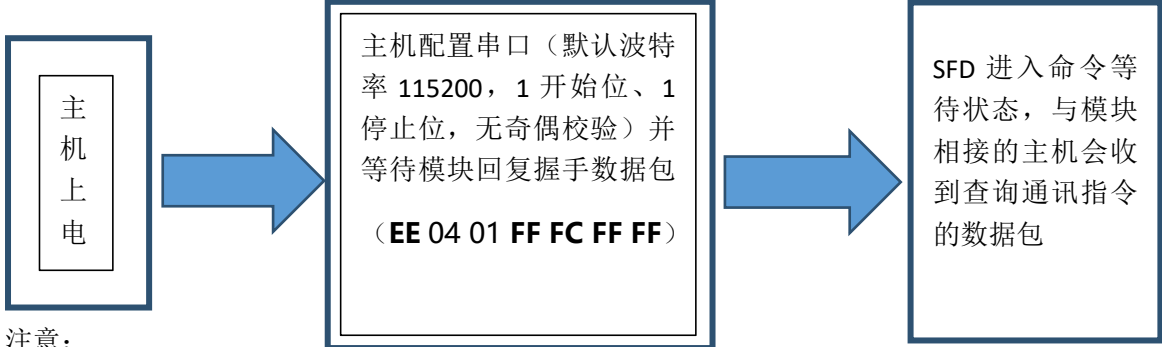 主
机
上
电
主机配置串口（默认波特
率 115200，1 开始位、1
停止位，无奇偶校验）并
等待模块回复握手数据包
（EE 04 01 FF FC FF FF）
SFD 进入命令等
待状态，与模块
相接的主机会收
到查询通讯指令
的数据包
注意：